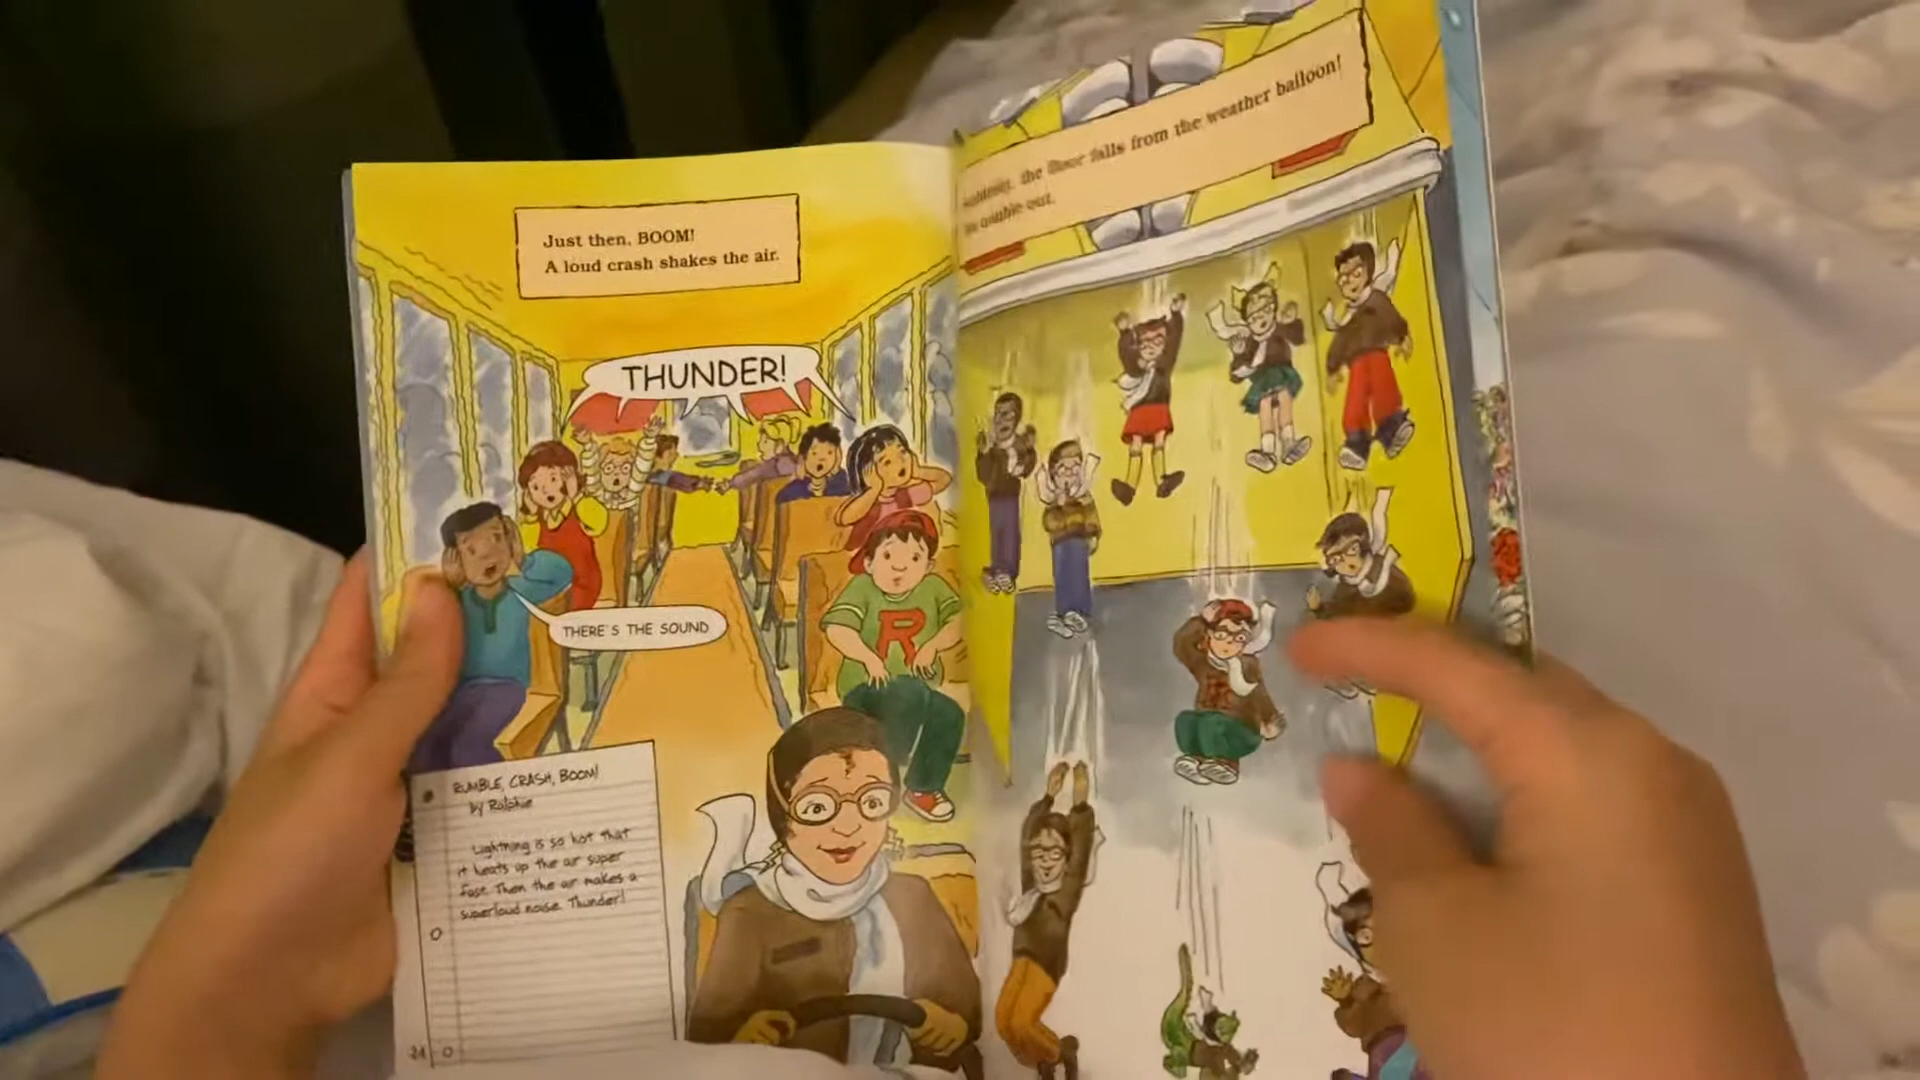 Just then, BOOM!
A loud crash shakes the air.
THUNDER!
THERE'S THE SOUND
R
RUMBLE, CRASH, BOOM!
by Ralphie
Lightning is so hot that
it heats up the air super
fast. Then the air makes a
superloud noise. Thunder!
24
the floor falls from the weather balloon!
out.